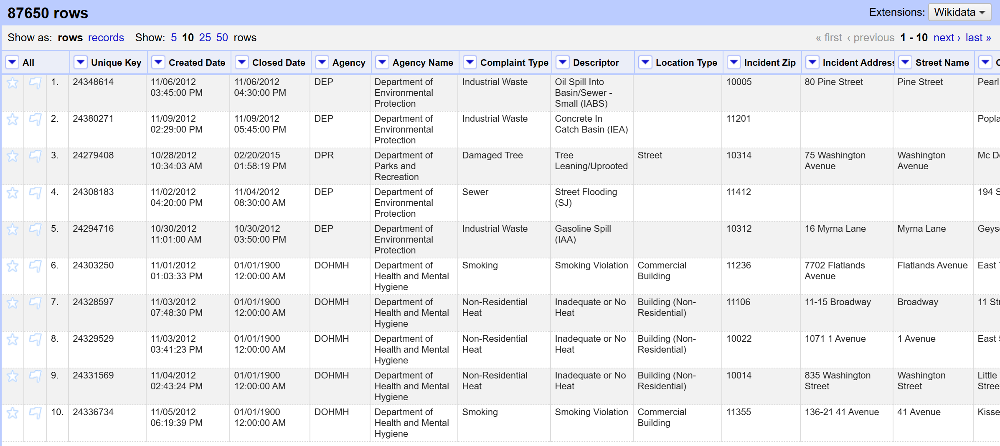 87650 rows
Extensions: Wikidata
Show as: rows records Show: 5 10 25 50 rows
« first ‹ previous 1 - 10 next › last »
All Unique Key Created Date Closed Date Agency Agency Name Complaint Type Descriptor Location Type Incident Zip Incident Address Street Name C
1. 24348614 11/06/2012 11/06/2012 DEP Department of Industrial Waste Oil Spill Into 10005 80 Pine Street Pine Street Pearl
03:45:00 PM 04:30:00 PM Environmental Basin/Sewer -
Protection Small (IABS)
2. 24380271 11/09/2012 11/09/2012 DEP Department of Industrial Waste Concrete In 11201 Popla
02:29:00 PM 05:45:00 PM Environmental Catch Basin (IEA)
Protection
3. 24279408 10/28/2012 02/20/2015 DPR Department of Damaged Tree Tree Street 10314 75 Washington Washington Mc D
10:34:03 AM 01:58:19 PM Parks and Leaning/Uprooted Avenue Avenue
Recreation
4. 24308183 11/02/2012 11/04/2012 DEP Department of Sewer Street Flooding 11412 194 S
04:20:00 PM 08:30:00 AM Environmental (SJ)
Protection
5. 24294716 10/30/2012 10/30/2012 DEP Department of Industrial Waste Gasoline Spill 10312 16 Myrna Lane Myrna Lane Geys
11:01:00 AM 03:50:00 PM Environmental (IAA)
Protection
6. 24303250 11/01/2012 01/01/1900 DOHMH Department of Smoking Smoking Violation Commercial 11236 7702 Flatlands Flatlands Avenue East
01:03:33 PM 12:00:00 AM Health and Mental Building Avenue
Hygiene
7. 24328597 11/03/2012 01/01/1900 DOHMH Department of Non-Residential Inadequate or No Building (Non- 11106 11-15 Broadway Broadway 11 St
07:48:30 PM 12:00:00 AM Health and Mental Heat Heat Residential)
Hygiene
8. 24329529 11/03/2012 01/01/1900 DOHMH Department of Non-Residential Inadequate or No Building (Non- 10022 1071 1 Avenue 1 Avenue East
03:41:23 PM 12:00:00 AM Health and Mental Heat Heat Residential)
Hygiene
9. 24331569 11/04/2012 01/01/1900 DOHMH Department of Non-Residential Inadequate or No Building (Non- 10014 835 Washington Washington Little
02:43:24 PM 12:00:00 AM Health and Mental Heat Heat Residential) Street Street Stree
Hygiene
10. 24336734 11/05/2012 01/01/1900 DOHMH Department of Smoking Smoking Violation Commercial 11355 136-21 41 Avenue 41 Avenue Kisse
06:19:39 PM 12:00:00 AM Health and Mental Building
Hygiene